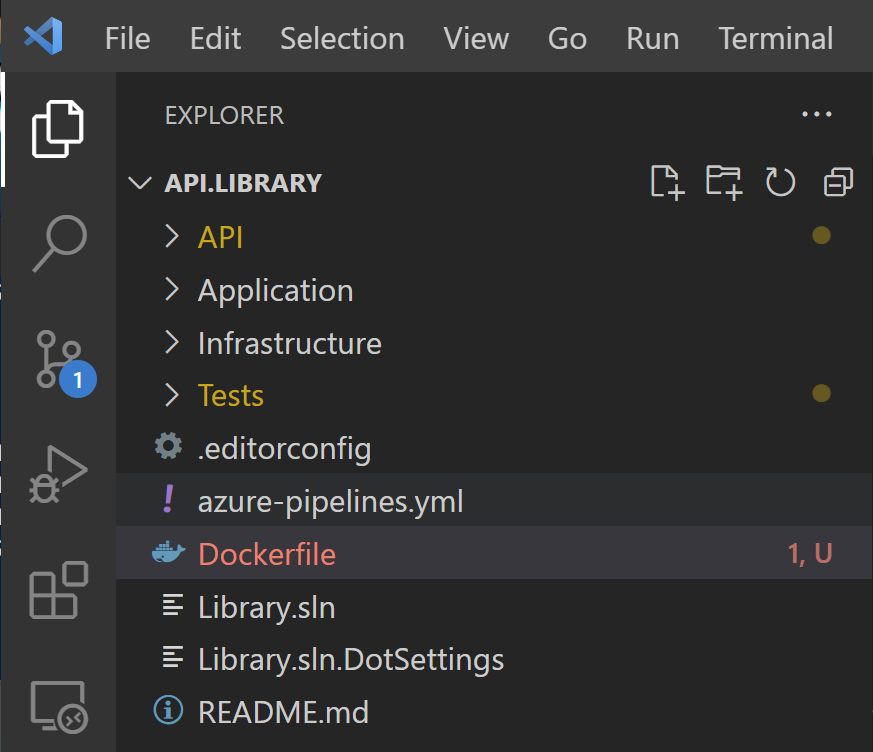 File Edit Selection View Go Run Terminal
EXPLORER
API.LIBRARY
API
Application
Infrastructure
1
Tests
.editorconfig
azure-pipelines.yml
Dockerfile 1, U
Library.sln
Library.sln.DotSettings
README.md